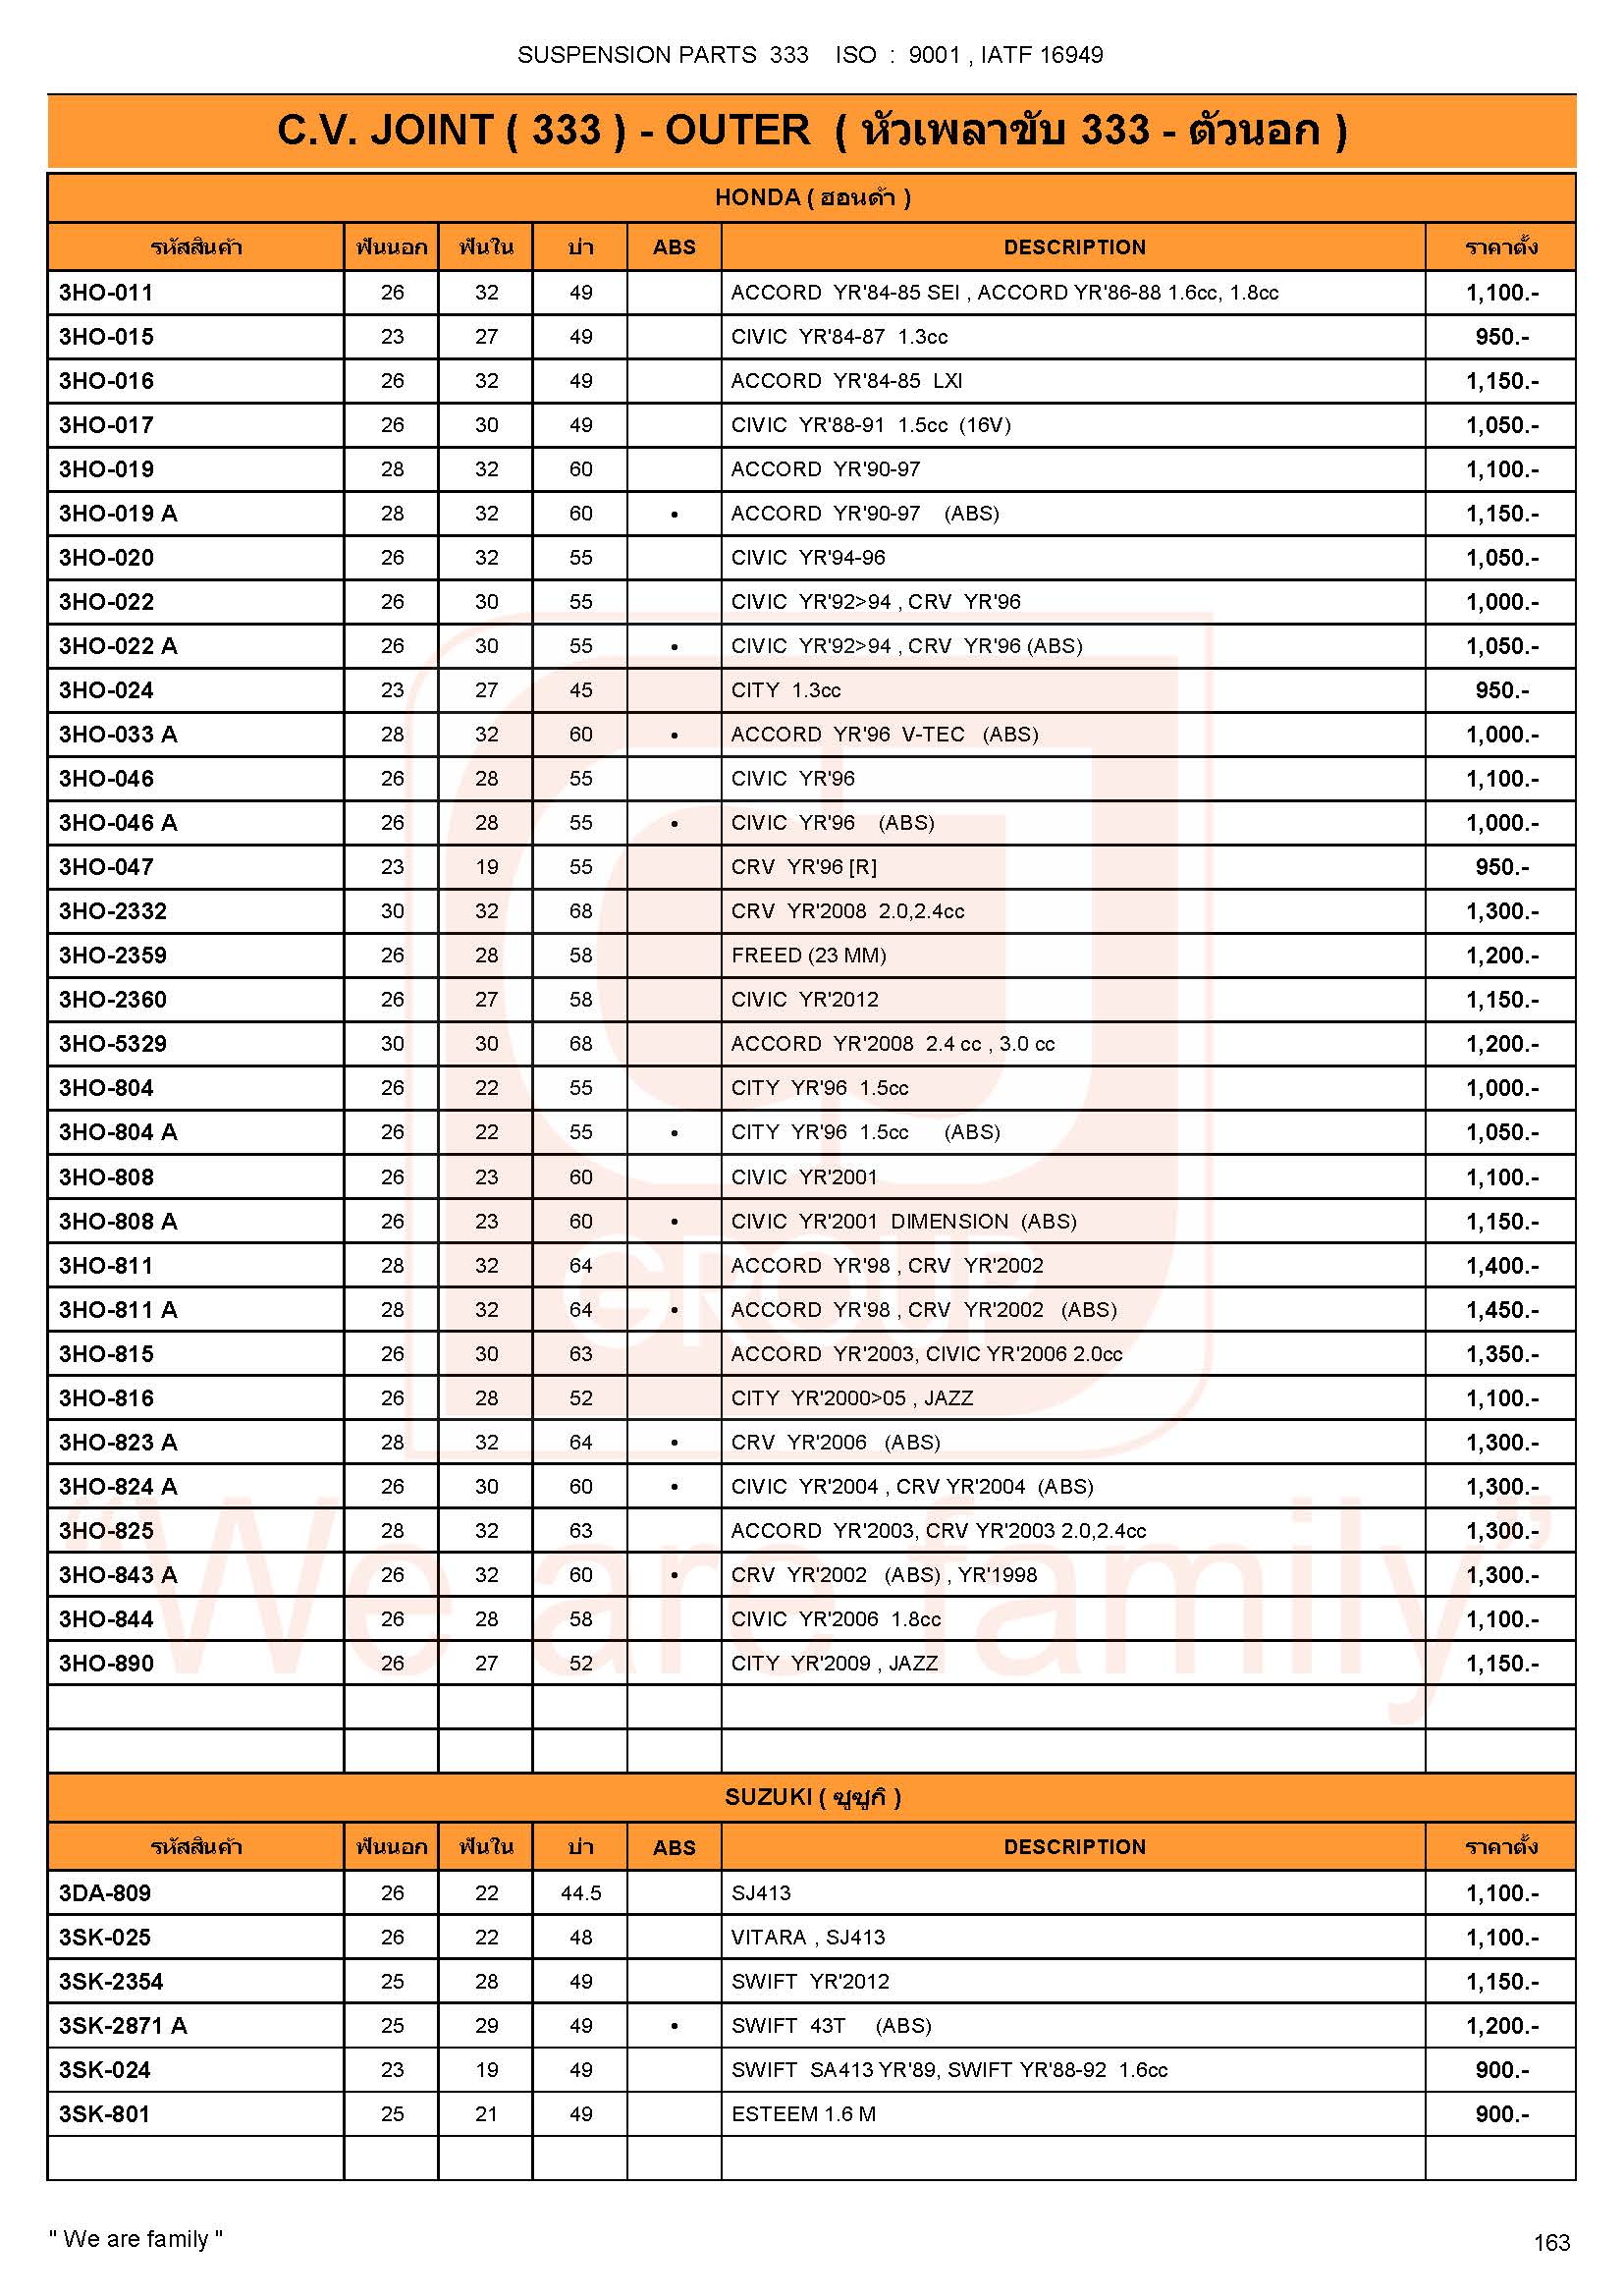 SUSPENSION PARTS 333 ISO : 9001 , IATF 16949
C.V. JOINT ( 333 ) - OUTER ( หัวเพลาขับ 333 - ตัวนอก )
HONDA ( ฮอนด้า )
รหัสสินค้า ฟันนอก ฟันใน บ่า ABS DESCRIPTION ราคาตั้ง
3HO-011 26 32 49 ACCORD YR'84-85 SEI , ACCORD YR'86-88 1.6cc, 1.8cc 1,100.-
3HO-015 23 27 49 CIVIC YR'84-87 1.3cc 950.-
3HO-016 26 32 49 ACCORD YR'84-85 LXI 1,150.-
3HO-017 26 30 49 CIVIC YR'88-91 1.5cc (16V) 1,050.-
3HO-019 28 32 60 ACCORD YR'90-97 1,100.-
3HO-019 A 28 32 60 • ACCORD YR'90-97 (ABS) 1,150.-
3HO-020 26 32 55 CIVIC YR'94-96 1,050.-
3HO-022 26 30 55 CIVIC YR'92>94 , CRV YR'96 1,000.-
3HO-022 A 26 30 55 • CIVIC YR'92>94 , CRV YR'96 (ABS) 1,050.-
3HO-024 23 27 45 CITY 1.3cc 950.-
3HO-033 A 28 32 60 • ACCORD YR'96 V-TEC (ABS) 1,000.-
3HO-046 26 28 55 CIVIC YR'96 1,100.-
3HO-046 A 26 28 55 • CIVIC YR'96 (ABS) 1,000.-
3HO-047 23 19 55 CRV YR'96 [R] 950.-
3HO-2332 30 32 68 CRV YR'2008 2.0,2.4cc 1,300.-
3HO-2359 26 28 58 FREED (23 MM) 1,200.-
3HO-2360 26 27 58 CIVIC YR'2012 1,150.-
3HO-5329 30 30 68 ACCORD YR'2008 2.4 cc , 3.0 cc 1,200.-
3HO-804 26 22 55 CITY YR'96 1.5cc 1,000.-
3HO-804 A 26 22 55 • CITY YR'96 1.5cc (ABS) 1,050.-
3HO-808 26 23 60 CIVIC YR'2001 1,100.-
3HO-808 A 26 23 60 • CIVIC YR'2001 DIMENSION (ABS) 1,150.-
3HO-811 28 32 64 ACCORD YR'98 , CRV YR'2002 1,400.-
GROUP
3HO-811 A 28 32 64 • ACCORD YR'98 , CRV YR'2002 (ABS) 1,450.-
3HO-815 26 30 63 ACCORD YR'2003, CIVIC YR'2006 2.0cc 1,350.-
3HO-816 26 28 52 CITY YR'2000>05 , JAZZ 1,100.-
3HO-823 A 28 32 64 • CRV YR'2006 (ABS) 1,300.-
3HO-824 A 26 30 60 • CIVIC YR'2004 , CRV YR'2004 (ABS) 1,300.-
3HO-825 28 32 63 ACCORD YR'2003, CRV YR'2003 2.0,2.4cc 1,300.-
3HO-843 A 26 32 60 • CRV YR'2002 (ABS) , YR'1998 1,300.-
“We are family”
3HO-844 26 28 58 CIVIC YR'2006 1.8cc 1,100.-
3HO-890 26 27 52 CITY YR'2009 , JAZZ 1,150.-
SUZUKI ( ซูซูกิ )
รหัสสินค้า ฟันนอก ฟันใน บ่า ABS DESCRIPTION ราคาตั้ง
3DA-809 26 22 44.5 SJ413 1,100.-
3SK-025 26 22 48 VITARA , SJ413 1,100.-
3SK-2354 25 28 49 SWIFT YR'2012 1,150.-
3SK-2871 A 25 29 49 • SWIFT 43T (ABS) 1,200.-
3SK-024 23 19 49 SWIFT SA413 YR'89, SWIFT YR'88-92 1.6cc 900.-
3SK-801 25 21 49 ESTEEM 1.6 M 900.-
" We are family "
163